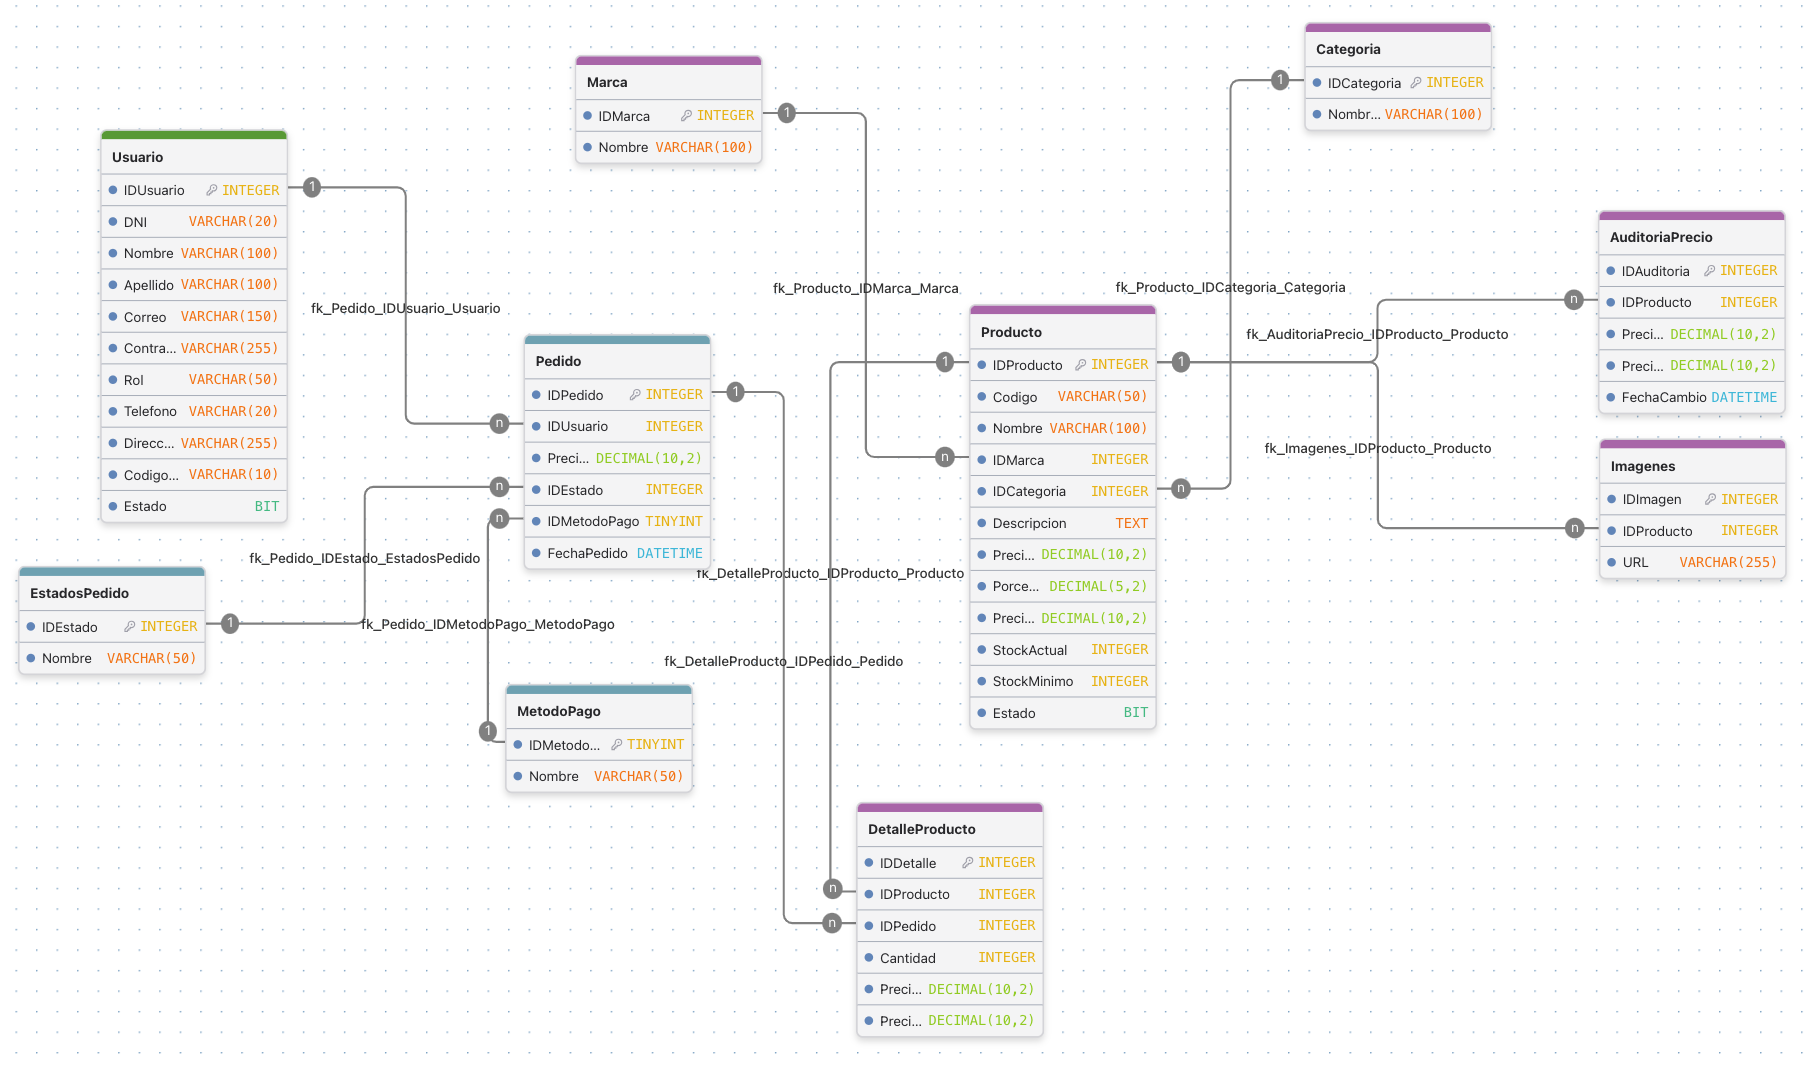 Categoria
IDCategoria INTEGER
Nombr... VARCHAR(100)
Marca
IDMarca INTEGER
Nombre VARCHAR(100)
Usuario
IDUsuario INTEGER
DNI VARCHAR(20)
Nombre VARCHAR(100)
Apellido VARCHAR(100)
Correo VARCHAR(150)
Contra... VARCHAR(255)
Rol VARCHAR(50)
Telefono VARCHAR(20)
Direcc... VARCHAR(255)
Codigo... VARCHAR(10)
Estado BIT
1
1
1
fk_Pedido_IDUsuario_Usuario
fk_Producto_IDMarca_Marca
fk_Producto_IDCategoria_Categoria
AuditoriaPrecio
IDAuditoria INTEGER
IDProducto INTEGER
Preci... DECIMAL(10,2)
Preci... DECIMAL(10,2)
FechaCambio DATETIME
n
fk_AuditoriaPrecio_IDProducto_Producto
Pedido
IDPedido INTEGER
IDUsuario INTEGER
Preci... DECIMAL(10,2)
IDEstado INTEGER
IDMetodoPago TINYINT
FechaPedido DATETIME
1
n
n
n
Producto
IDProducto INTEGER
Codigo VARCHAR(50)
Nombre VARCHAR(100)
IDMarca INTEGER
IDCategoria INTEGER
Descripcion TEXT
Preci... DECIMAL(10,2)
Porce... DECIMAL(5,2)
Preci... DECIMAL(10,2)
StockActual INTEGER
StockMinimo INTEGER
Estado BIT
1
1
n
n
fk_Imagenes_IDProducto_Producto
Imagenes
IDImagen INTEGER
IDProducto INTEGER
URL VARCHAR(255)
n
fk_Pedido_IDEstado_EstadosPedido
fk_DetalleProducto_IDProducto_Producto
EstadosPedido
IDEstado INTEGER
Nombre VARCHAR(50)
1
fk_Pedido_IDMetodoPago_MetodoPago
fk_DetalleProducto_IDPedido_Pedido
MetodoPago
IDMetodo... TINYINT
Nombre VARCHAR(50)
1
DetalleProducto
IDDetalle INTEGER
IDProducto INTEGER
IDPedido INTEGER
Cantidad INTEGER
Preci... DECIMAL(10,2)
Preci... DECIMAL(10,2)
n
n